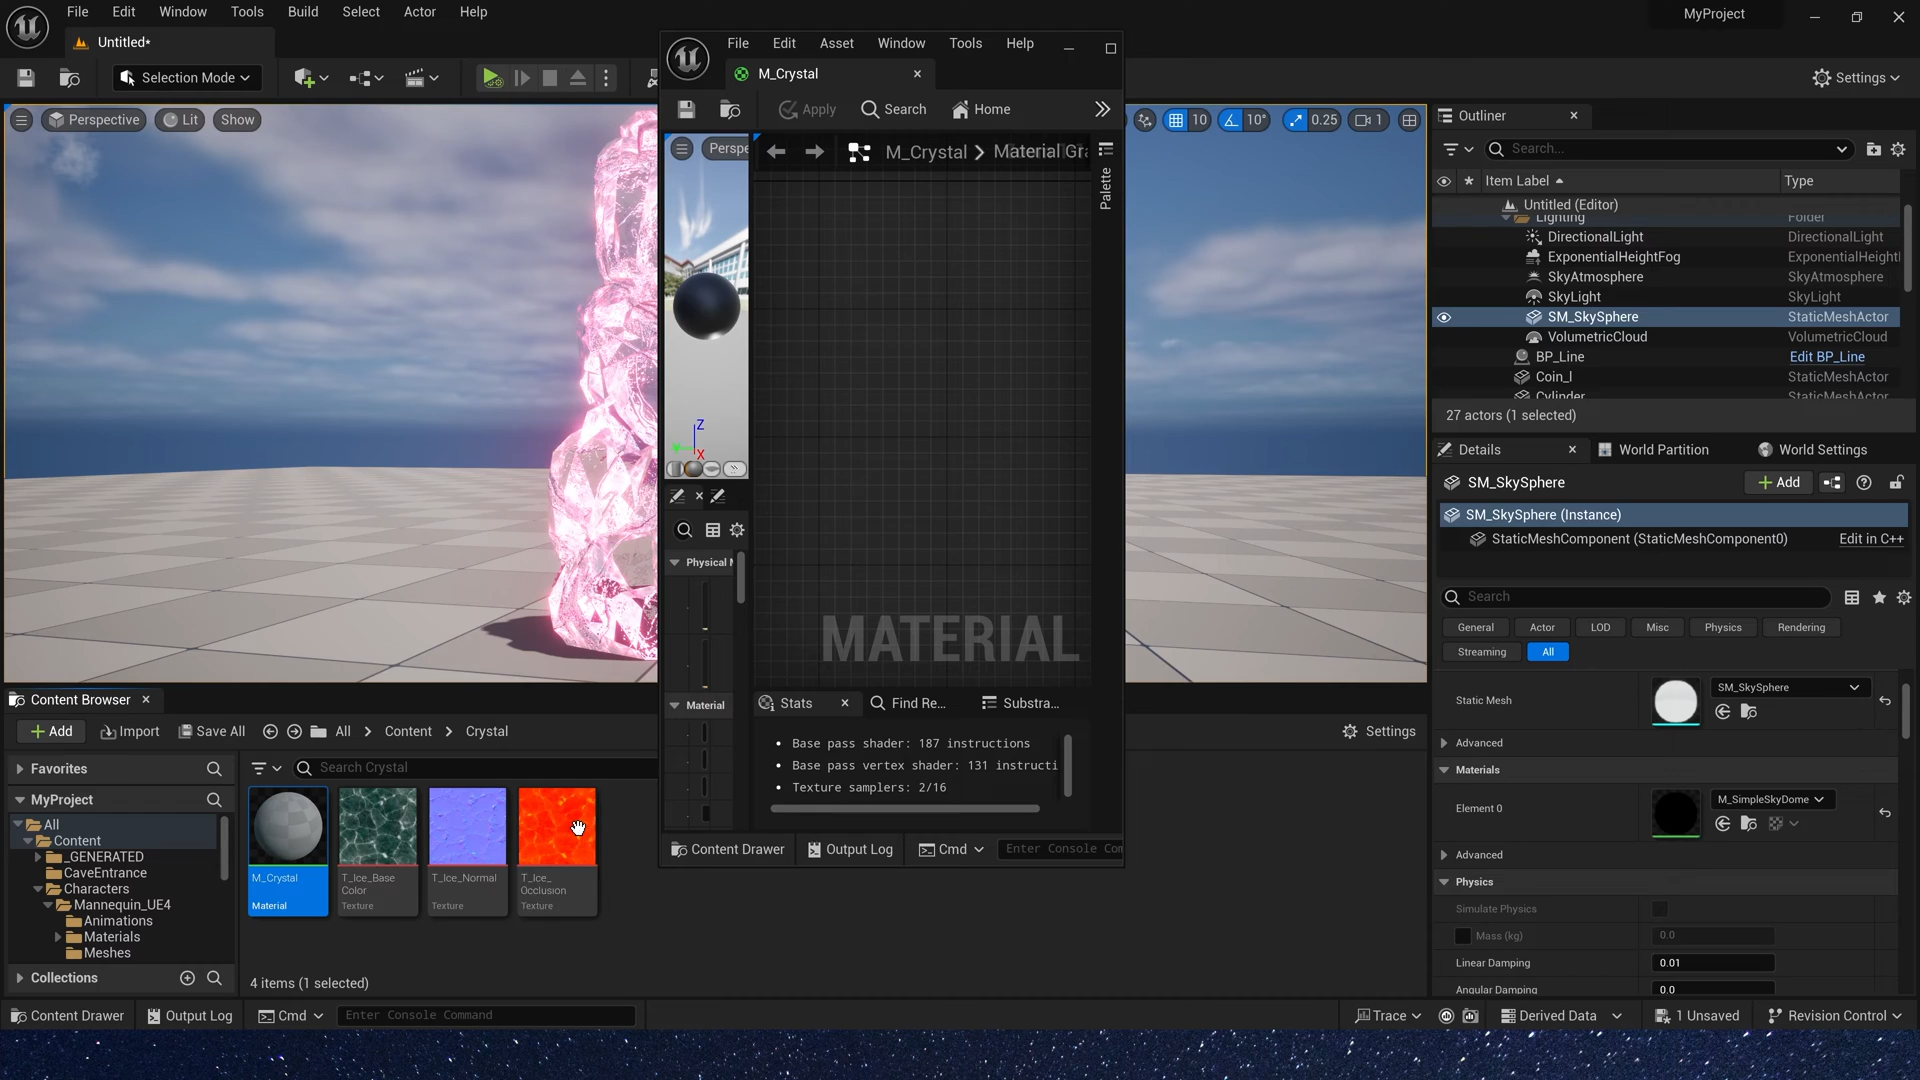 File Edit Window Tools Build Select Actor Help
MyProject
Untitled*
Selection Mode
Settings
Perspective
Lit
Show
10
10°
0.25
1
File Edit Asset Window Tools Help
M_Crystal
Apply
Search
Home
Perspe
M_Crystal > Material Gra
Palette
Z
X
Physical M
Material
MATERIAL
Stats
Find Re...
Substra...
Base pass shader: 187 instructions
Base pass vertex shader: 131 instructi
Texture samplers: 2/16
Content Drawer
Output Log
Cmd
Enter Console Com
Outliner
Search...
Item Label
Type
Untitled (Editor)
Lighting
Folder
DirectionalLight
DirectionalLight
ExponentialHeightFog
ExponentialHeightl
SkyAtmosphere
SkyAtmosphere
SkyLight
SkyLight
SM_SkySphere
StaticMeshActor
VolumetricCloud
VolumetricCloud
BP_Line
Edit BP_Line
Coin_l
StaticMeshActor
Cylinder
StaticMeshActor
27 actors (1 selected)
Details
World Partition
World Settings
SM_SkySphere
+ Add
SM_SkySphere (Instance)
StaticMeshComponent (StaticMeshComponent0)
Edit in C++
Search
General
Actor
LOD
Misc
Physics
Rendering
Streaming
All
Static Mesh
SM_SkySphere
Advanced
Materials
Element 0
M_SimpleSkyDome
Advanced
Physics
Simulate Physics
Mass (kg)
0.0
Linear Damping
0.01
Angular Damping
0.0
Content Browser
+ Add
Import
Save All
All > Content > Crystal
Settings
Favorites
MyProject
All
Content
_GENERATED
CaveEntrance
Characters
Mannequin_UE4
Animations
Materials
Meshes
Collections
Search Crystal
M_Crystal
Material
T_Ice_Base
Color
Texture
T_Ice_Normal
Texture
T_Ice_
Occlusion
Texture
4 items (1 selected)
Content Drawer
Output Log
Cmd
Enter Console Command
Trace
Derived Data
1 Unsaved
Revision Control